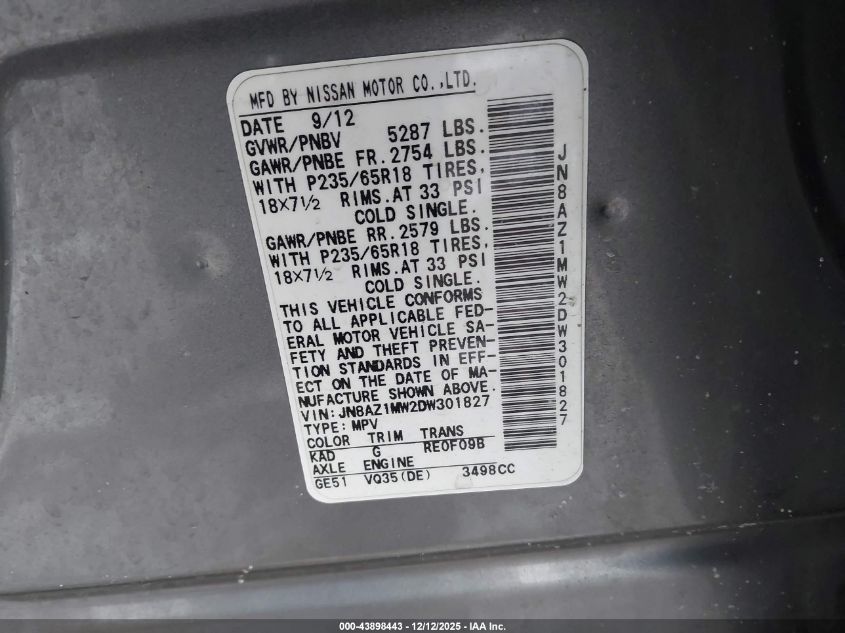 MFD BY NISSAN MOTOR CO.,LTD.
DATE 9/12
GVWR/PNBV 5287 LBS.
GAWR/PNBE FR. 2754 LBS.
WITH P235/65R18 TIRES,
18X7½ RIMS.AT 33 PSI
COLD SINGLE.
GAWR/PNBE RR. 2579 LBS.
WITH P235/65R18 TIRES,
18X7½ RIMS.AT 33 PSI
COLD SINGLE.
THIS VEHICLE CONFORMS
TO ALL APPLICABLE FED-
ERAL MOTOR VEHICLE SA-
FETY AND THEFT PREVEN-
TION STANDARDS IN EFF-
ECT ON THE DATE OF MA-
NUFACTURE SHOWN ABOVE.
VIN:JN8AZ1MW2DW301827
TYPE:MPV
COLOR TRIM TRANS
KAD G RE0F09B
AXLE ENGINE
GE51 VQ35(DE) 3498CC
JN8AZ1MW2DW301827
000-43898443 - 12/12/2025 - IAA Inc.